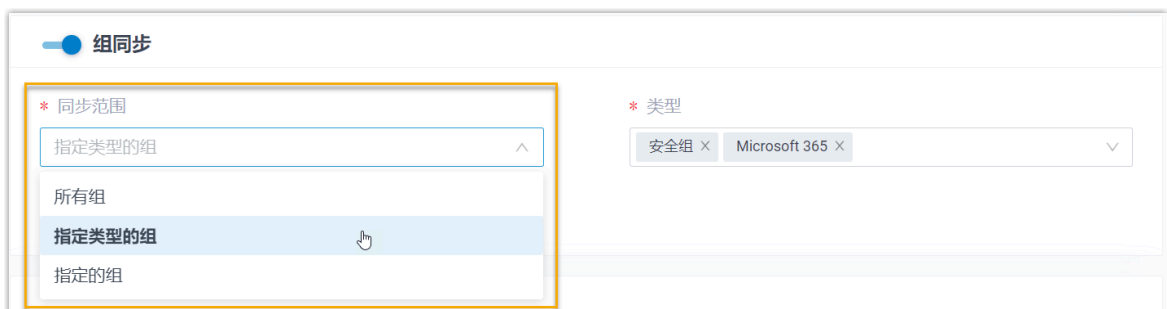 组同步
* 同步范围
指定类型的组
* 类型
安全组 × Microsoft 365 ×
所有组
指定类型的组
指定的组